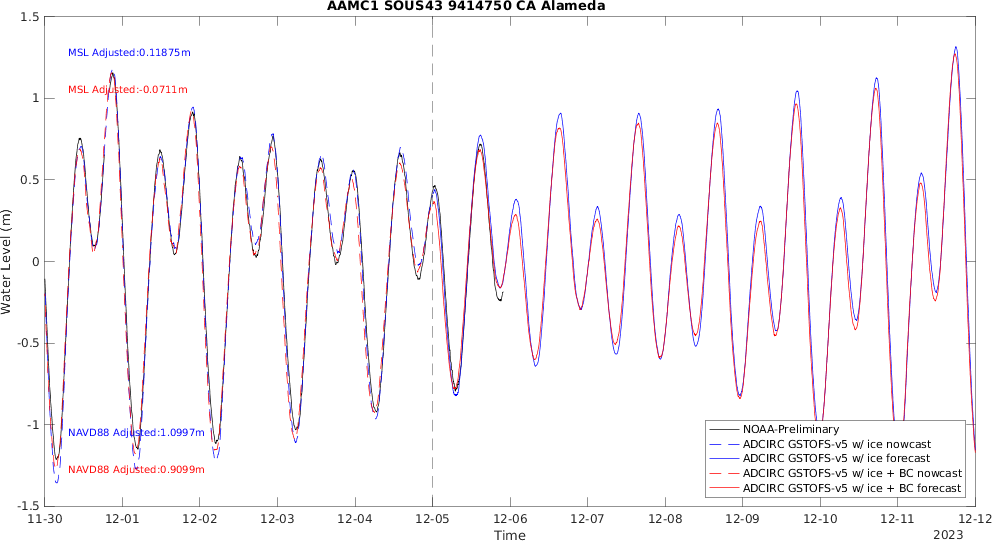 AAMC1 SOUS43 9414750 CA Alameda
MSL Adjusted:0.11875m
MSL Adjusted:-0.0711m
NAVD88 Adjusted:1.0997m
NAVD88 Adjusted:0.9099m
Water Level (m)
1.5
1
0.5
0
-0.5
-1
-1.5
NOAA-Preliminary
ADCIRC GSTOFS-v5 w/ ice nowcast
ADCIRC GSTOFS-v5 w/ ice forecast
ADCIRC GSTOFS-v5 w/ ice + BC nowcast
ADCIRC GSTOFS-v5 w/ ice + BC forecast
11-30 12-01 12-02 12-03 12-04 12-05 12-06 12-07 12-08 12-09 12-10 12-11 12-12
Time
2023